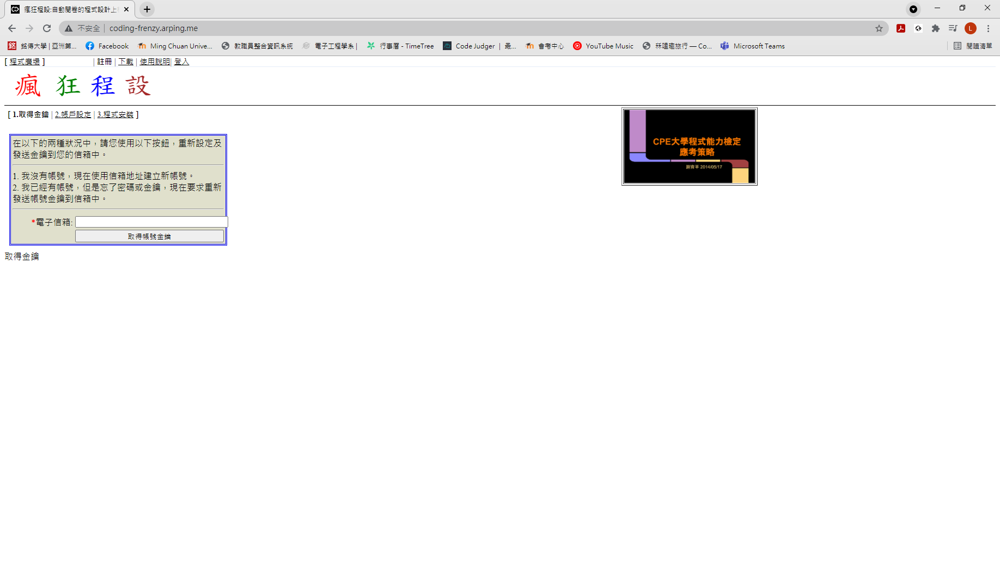 瘋狂程設:自動閱卷的程式設計上
不安全 | coding-frenzy.arping.me
銘傳大學 | 亞洲第... Facebook Ming Chuan Unive... 教職員整合資訊系統 電子工程學系 | 行事曆 - TimeTree Code Judger | 最... 會考中心 YouTube Music 秝嘻趣旅行 — Co... Microsoft Teams 閱讀清單
[ 程式廣場 ] | 註冊 | 下載 | 使用說明| 登入
瘋 狂 程 設
[ 1.取得金鑰 | 2.帳戶設定 | 3.程式安裝 ]
在以下的兩種狀況中，請您使用以下按鈕，重新設定及
發送金鑰到您的信箱中。
1. 我沒有帳號，現在使用信箱地址建立新帳號。
2. 我已經有帳號，但是忘了密碼或金鑰，現在要求重新
發送帳號金鑰到信箱中。
*電子信箱:
取得帳號金鑰
取得金鑰
CPE大學程式能力檢定
應考策略
謝育平 2014/05/17
L